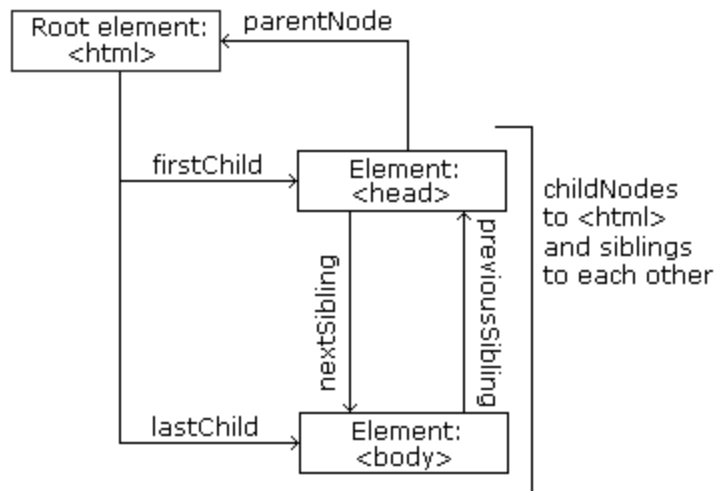 Root element:
<html>
parentNode
firstChild
Element:
<head>
childNodes
to <html>
and siblings
to each other
nextSibling
previousSibling
lastChild
Element:
<body>